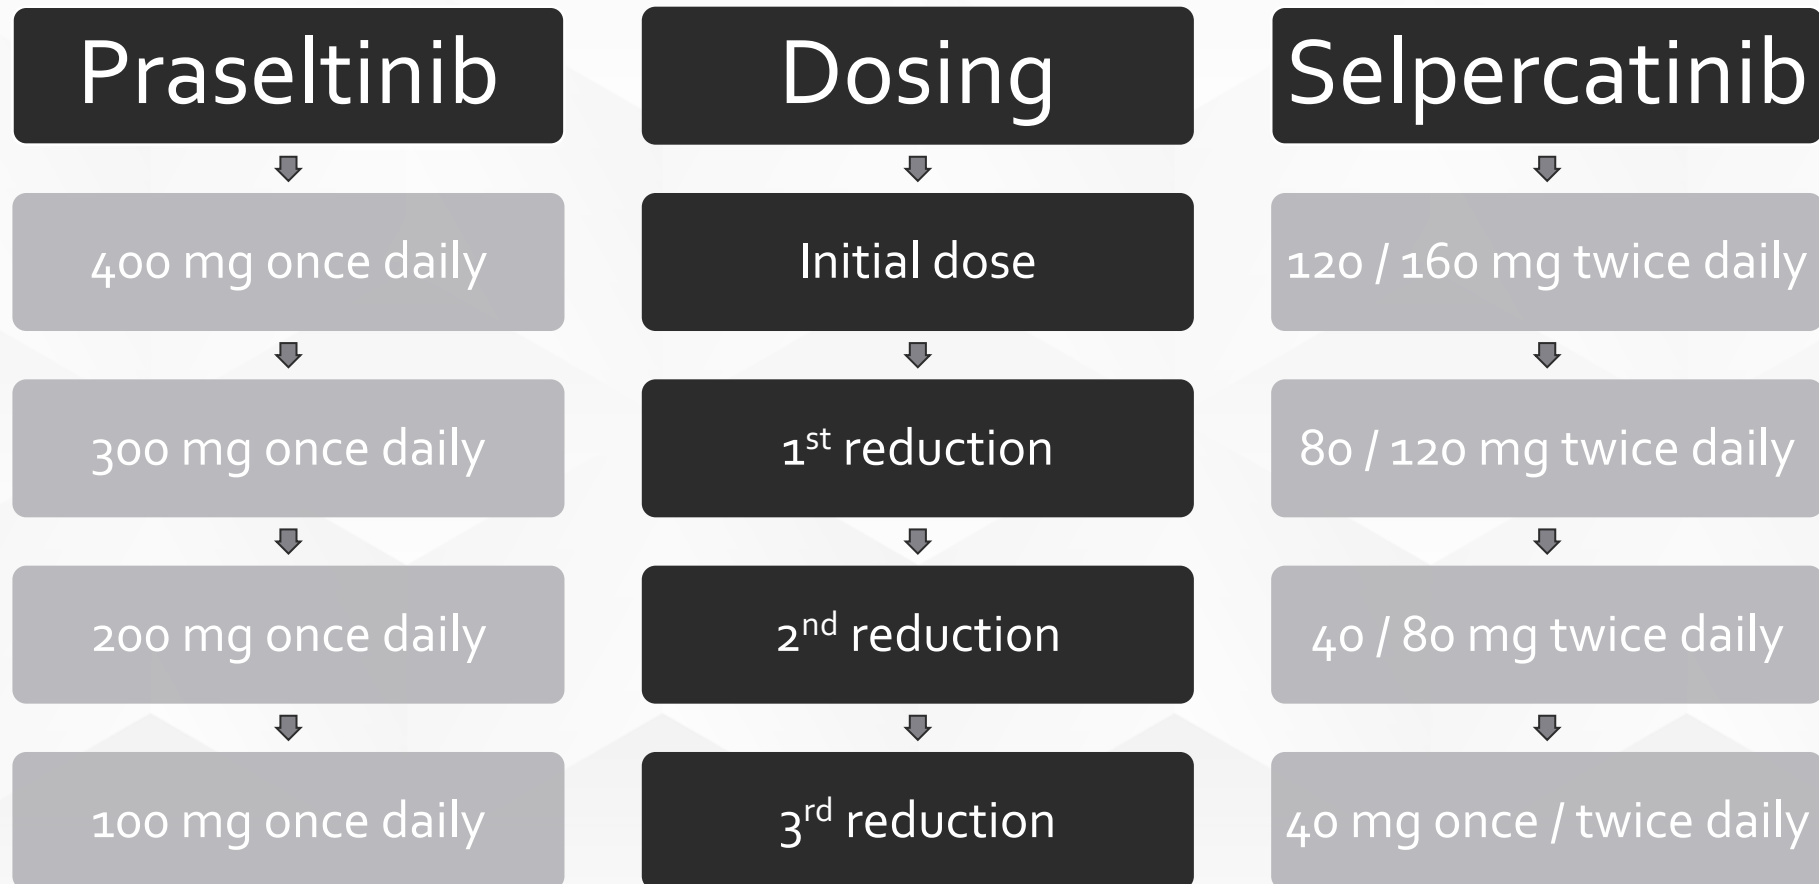 Praseltinib
400 mg once daily
300 mg once daily
200 mg once daily
100 mg once daily
Dosing
Initial dose
1st reduction
2nd reduction
3rd reduction
Selpercatinib
120 / 160 mg twice daily
80 / 120 mg twice daily
40 / 80 mg twice daily
40 mg once / twice daily